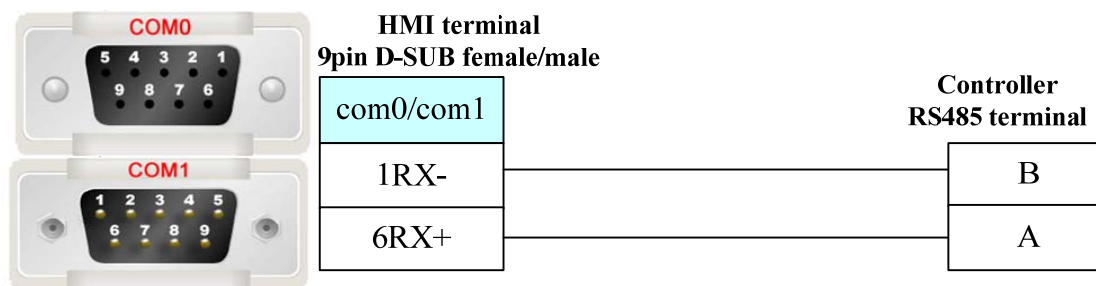 COM0
5 4 3 2 1
9 8 7 6
COM1
1 2 3 4 5
6 7 8 9
HMI terminal
9pin D-SUB female/male
com0/com1
1RX-
6RX+
Controller
RS485 terminal
B
A